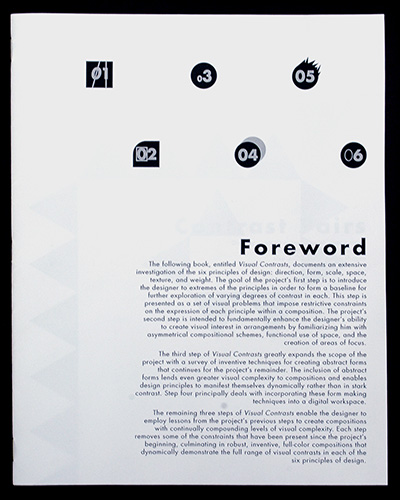 01 03 05
02 04 06
Foreword
The following book, entitled Visual Contrasts, documents an extensive
investigation of the six principles of design: direction, form, scale, space,
texture, and weight. The goal of the project's first step is to introduce
the designer to extremes of the principles in order to form a baseline for
further exploration of varying degrees of contrast in each. This step is
presented as a set of visual problems that impose restrictive constraints
on the expression of each principle within a composition. The project's
second step is intended to fundamentally enhance the designer's ability
to create visual interest in arrangements by familiarizing him with
asymmetrical compositional schemes, functional use of space, and the
creation of areas of focus.
The third step of Visual Contrasts greatly expands the scope of the
project with a survey of inventive techniques for creating abstract forms
that continues for the project's remainder. The inclusion of abstract
forms lends even greater visual complexity to compositions and enables
design principles to manifest themselves dynamically rather than in stark
contrast. Step four principally deals with incorporating these form making
techniques into a digital workspace.
The remaining three steps of Visual Contrasts enable the designer to
employ lessons from the project's previous steps to create compositions
with continually compounding levels of visual complexity. Each step
removes some of the constraints that have been present since the project's
beginning, culminating in robust, inventive, full-color compositions that
dynamically demonstrate the full range of visual contrasts in each of the
six principles of design.